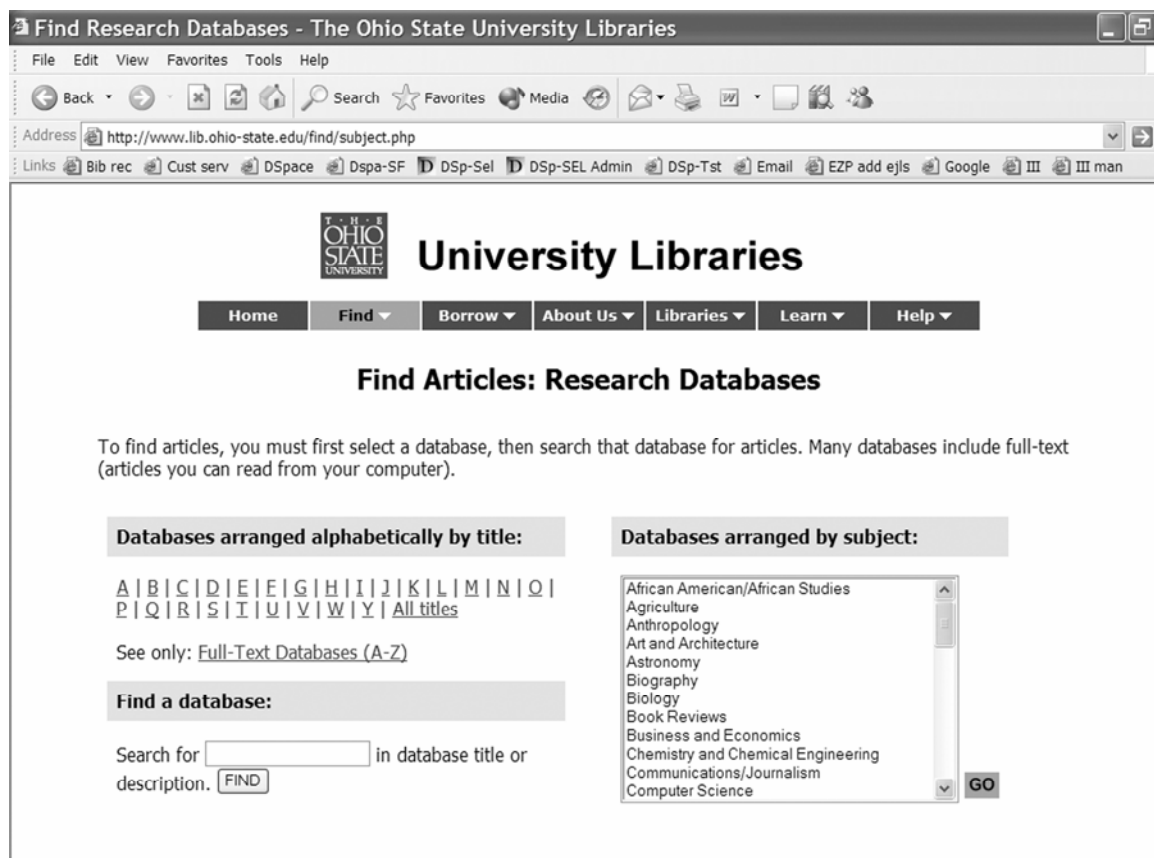 Find Research Databases - The Ohio State University Libraries
File Edit View Favorites Tools Help
Back Search Favorites Media W
Address http://www.lib.ohio-state.edu/find/subject.php
Links Bib rec Cust serv DSpace Dspa-SF D DSp-Sel D DSp-SEL Admin DSp-Tst Email EZP add ejls Google III III man
T · H · E
OHIO
STATE
UNIVERSITY
University Libraries
Home Find Borrow About Us Libraries Learn Help
Find Articles: Research Databases
To find articles, you must first select a database, then search that database for articles. Many databases include full-text
(articles you can read from your computer).
Databases arranged alphabetically by title:
A | B | C | D | E | F | G | H | I | J | K | L | M | N | O |
P | Q | R | S | T | U | V | W | Y | All titles
See only: Full-Text Databases (A-Z)
Find a database:
Search for in database title or
description. FIND
Databases arranged by subject:
African American/African Studies
Agriculture
Anthropology
Art and Architecture
Astronomy
Biography
Biology
Book Reviews
Business and Economics
Chemistry and Chemical Engineering
Communications/Journalism
Computer Science
GO